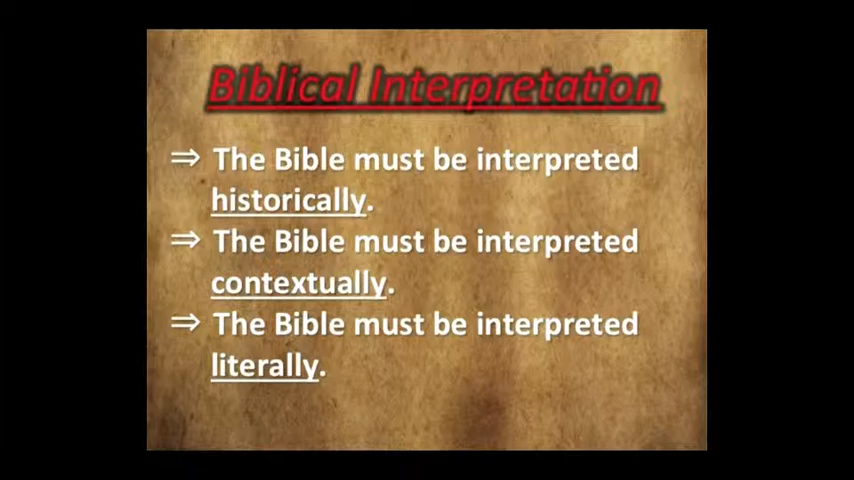 Biblical Interpretation
⇒ The Bible must be interpreted
historically.
⇒ The Bible must be interpreted
contextually.
⇒ The Bible must be interpreted
literally.